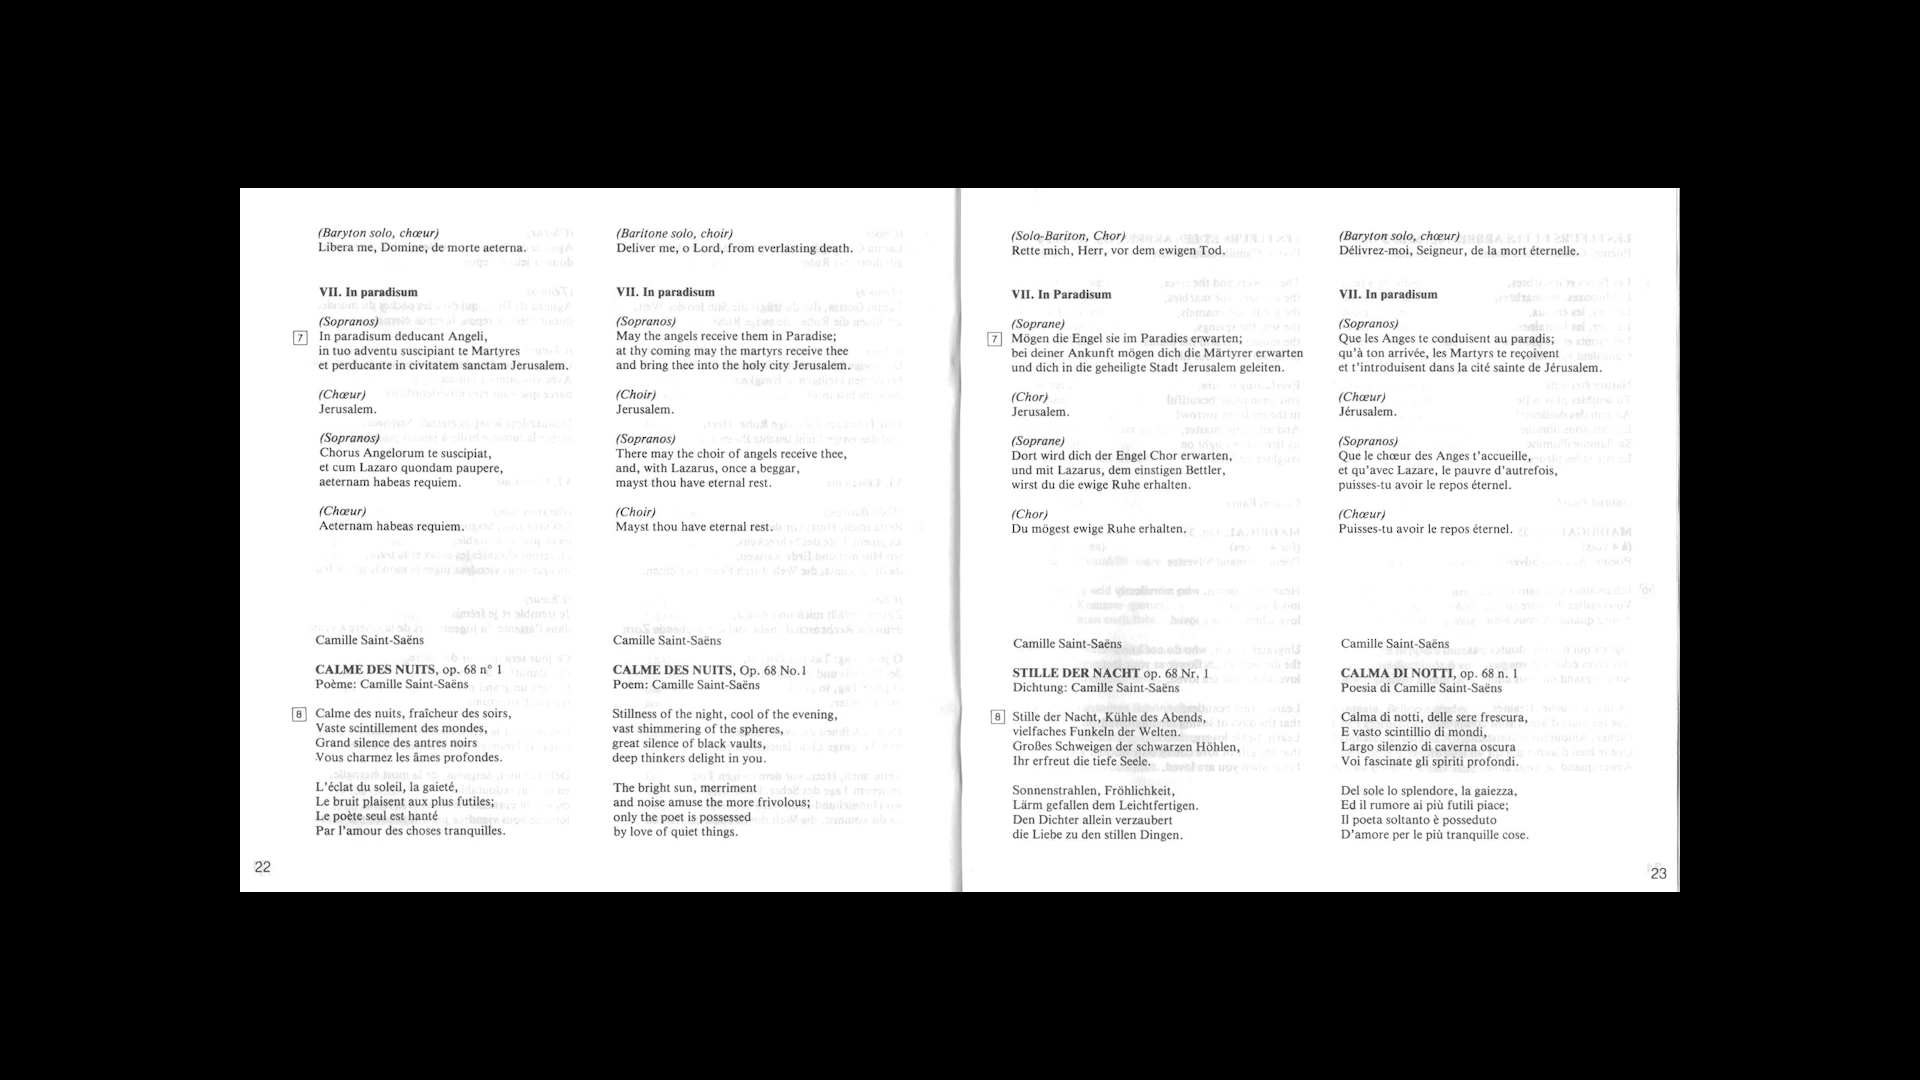 (Baryton solo, chœur)
Libera me, Domine, de morte aeterna.
VII. In paradisum
(Sopranos)
7 In paradisum deducant Angeli,
in tuo adventu suscipiant te Martyres
et perducante in civitatem sanctam Jerusalem.
(Chœur)
Jerusalem.
(Sopranos)
Chorus Angelorum te suscipiat,
et cum Lazaro quondam paupere,
aeternam habeas requiem.
(Chœur)
Aeternam habeas requiem.
Camille Saint-Saëns
CALME DES NUITS, op. 68 n° 1
Poème: Camille Saint-Saëns
8 Calme des nuits, fraîcheur des soirs,
Vaste scintillement des mondes,
Grand silence des antres noirs
Vous charmez les âmes profondes.
L'éclat du soleil, la gaieté,
Le bruit plaisent aux plus futiles;
Le poète seul est hanté
Par l'amour des choses tranquilles.
22
(Baritone solo, choir)
Deliver me, o Lord, from everlasting death.
VII. In paradisum
(Sopranos)
May the angels receive them in Paradise;
at thy coming may the martyrs receive thee
and bring thee into the holy city Jerusalem.
(Choir)
Jerusalem.
(Sopranos)
There may the choir of angels receive thee,
and, with Lazarus, once a beggar,
mayst thou have eternal rest.
(Choir)
Mayst thou have eternal rest.
Camille Saint-Saëns
CALME DES NUITS, Op. 68 No.1
Poem: Camille Saint-Saëns
Stillness of the night, cool of the evening,
vast shimmering of the spheres,
great silence of black vaults,
deep thinkers delight in you.
The bright sun, merriment
and noise amuse the more frivolous;
only the poet is possessed
by love of quiet things.
(Solo-Bariton, Chor)
Rette mich, Herr, vor dem ewigen Tod.
VII. In Paradisum
(Soprane)
7 Mögen die Engel sie im Paradies erwarten;
bei deiner Ankunft mögen dich die Märtyrer erwarten
und dich in die geheiligte Stadt Jerusalem geleiten.
(Chor)
Jerusalem.
(Soprane)
Dort wird dich der Engel Chor erwarten,
und mit Lazarus, dem einstigen Bettler,
wirst du die ewige Ruhe erhalten.
(Chor)
Du mögest ewige Ruhe erhalten.
Camille Saint-Saëns
STILLE DER NACHT op. 68 Nr. 1
Dichtung: Camille Saint-Saëns
8 Stille der Nacht, Kühle des Abends,
vielfaches Funkeln der Welten.
Großes Schweigen der schwarzen Höhlen,
Ihr erfreut die tiefe Seele.
Sonnenstrahlen, Fröhlichkeit,
Lärm gefallen dem Leichtfertigen.
Den Dichter allein verzaubert
die Liebe zu den stillen Dingen.
(Baryton solo, chœur)
Délivrez-moi, Seigneur, de la mort éternelle.
VII. In paradisum
(Sopranos)
Que les Anges te conduisent au paradis;
qu'à ton arrivée, les Martyrs te reçoivent
et t'introduisent dans la cité sainte de Jérusalem.
(Chœur)
Jérusalem.
(Sopranos)
Que le chœur des Anges t'accueille,
et qu'avec Lazare, le pauvre d'autrefois,
puisses-tu avoir le repos éternel.
(Chœur)
Puisses-tu avoir le repos éternel.
Camille Saint-Saëns
CALMA DI NOTTI, op. 68 n. 1
Poesia di Camille Saint-Saëns
Calma di notti, delle sere frescura,
E vasto scintillio di mondi,
Largo silenzio di caverna oscura
Voi fascinate gli spiriti profondi.
Del sole lo splendore, la gaiezza,
Ed il rumore ai più futili piace;
Il poeta soltanto è posseduto
D'amore per le più tranquille cose.
23